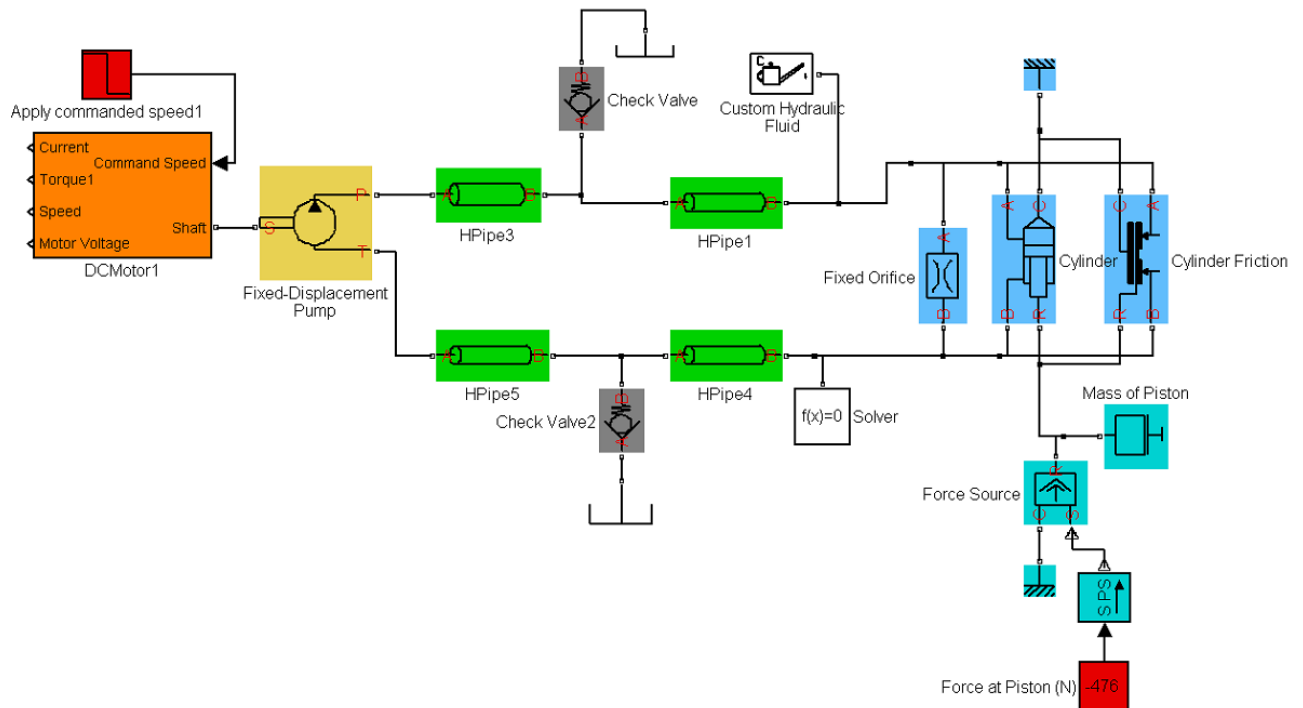 Apply commanded speed1
Current
Command Speed
Torque1
Speed
Shaft
Motor Voltage
DCMotor1
S
P
T
Fixed-Displacement
Pump
A
B
HPipe3
B
A
Check Valve
A
B
HPipe1
Custom Hydraulic
Fluid
A
B
HPipe5
B
A
Check Valve2
A
B
HPipe4
f(x)=0
Solver
A
B
Fixed Orifice
A
C
B
R
Cylinder
C
A
R
B
Cylinder Friction
Mass of Piston
Force Source
R
C
S
S PS
Force at Piston (N)
-476